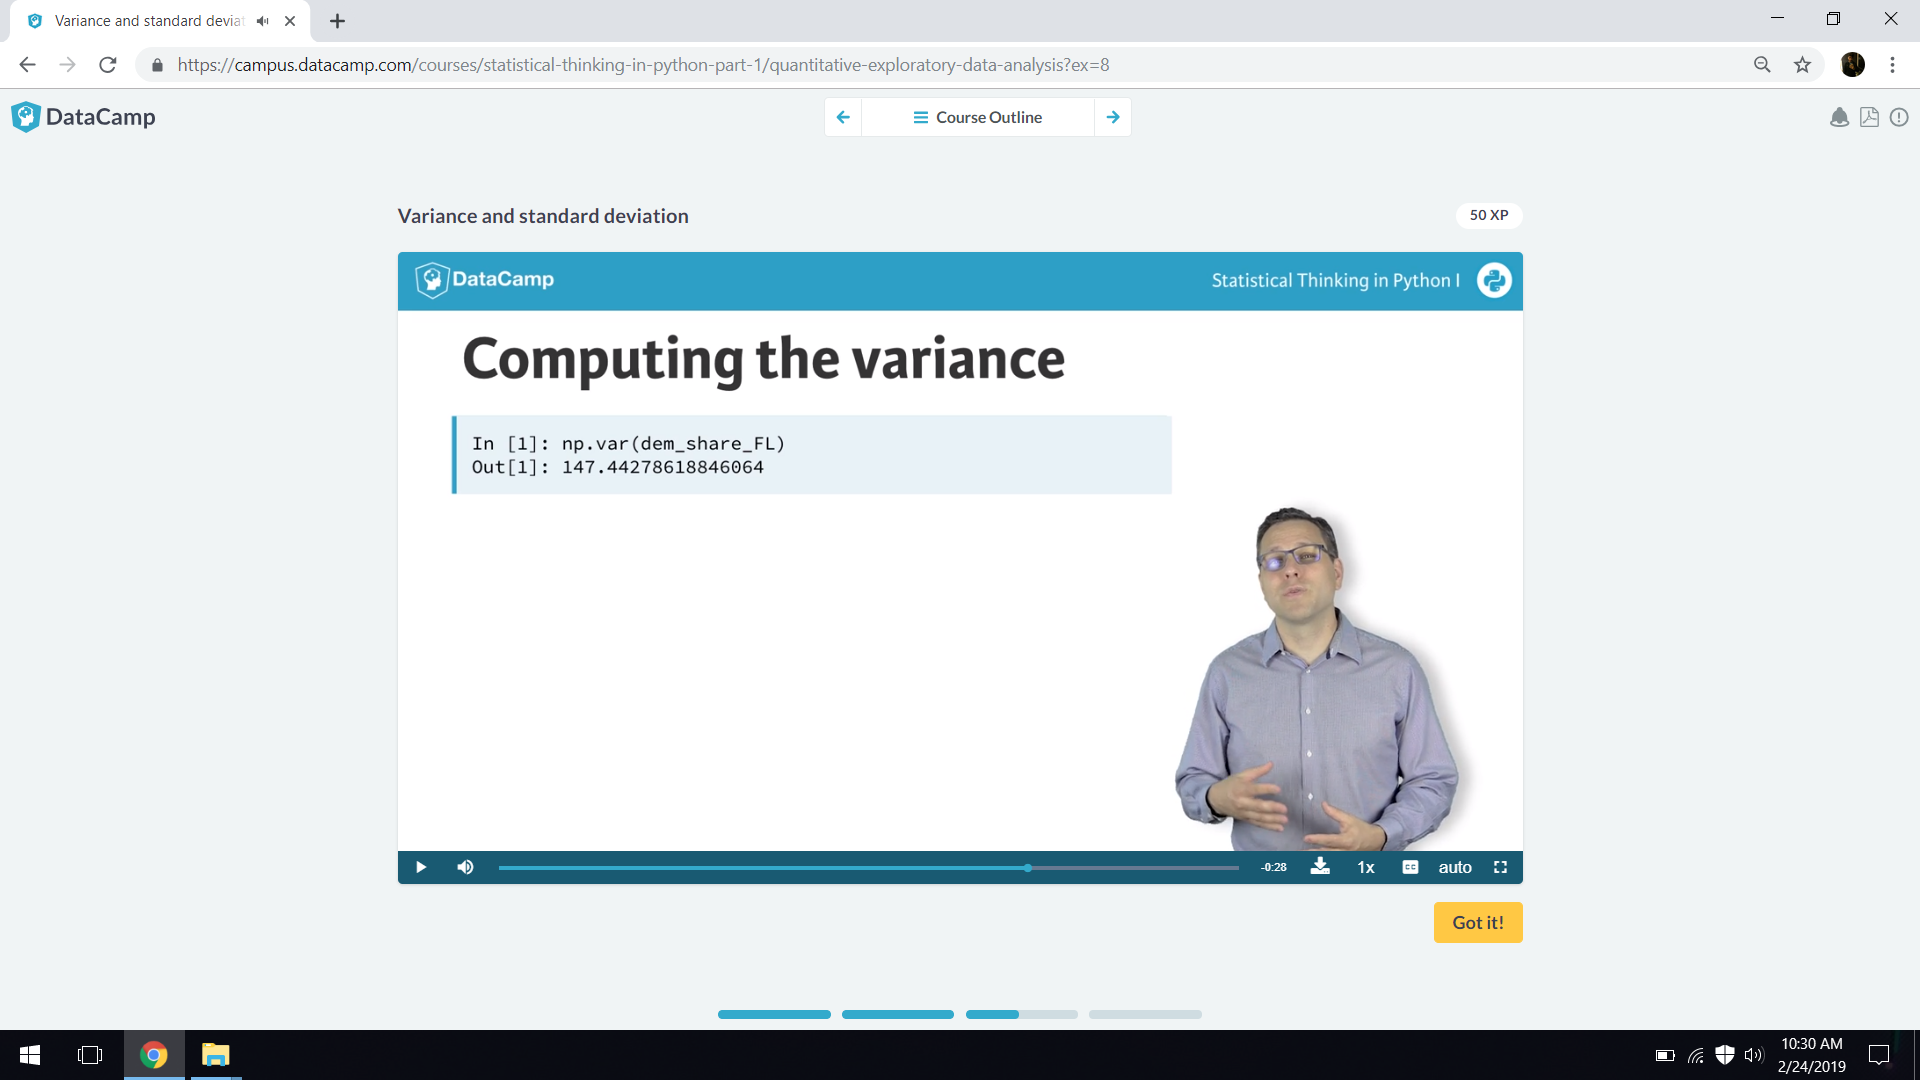 Variance and standard deviat
https://campus.datacamp.com/courses/statistical-thinking-in-python-part-1/quantitative-exploratory-data-analysis?ex=8
DataCamp
Course Outline
Variance and standard deviation
50 XP
DataCamp
Statistical Thinking in Python I
Computing the variance
In [1]: np.var(dem_share_FL)
Out[1]: 147.44278618846064
-0:28
1x
CC
auto
Got it!
10:30 AM
2/24/2019